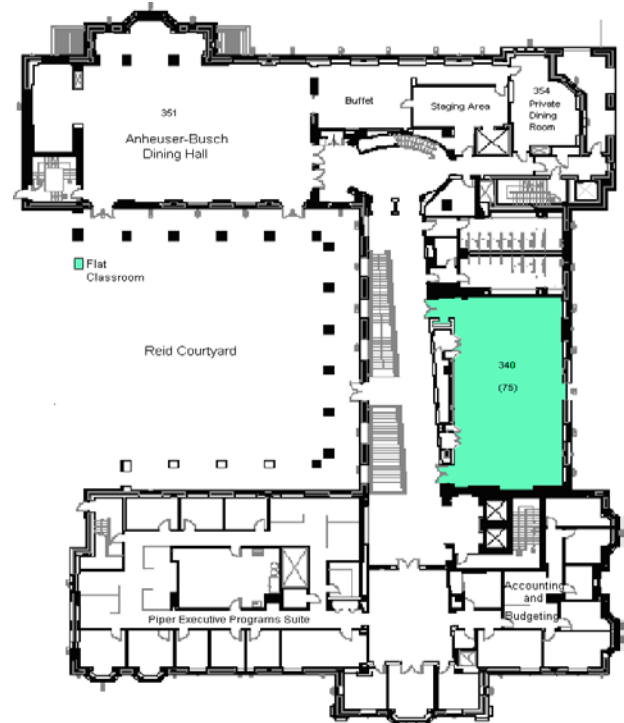 351
Anheuser-Busch
Dining Hall
Buffet
Staging Area
354
Private
Dining
Room
Flat
Classroom
Reid Courtyard
340
(75)
Accounting
and
Budgeting
Piper Executive Programs Suite